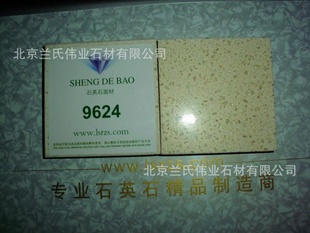 北京兰氏伟业石材有限公司
SHENG DE BAO
石英石面材
9624
www.lszzs.com
北京兰氏伟业石材有限公司
专业石英石精品制造商